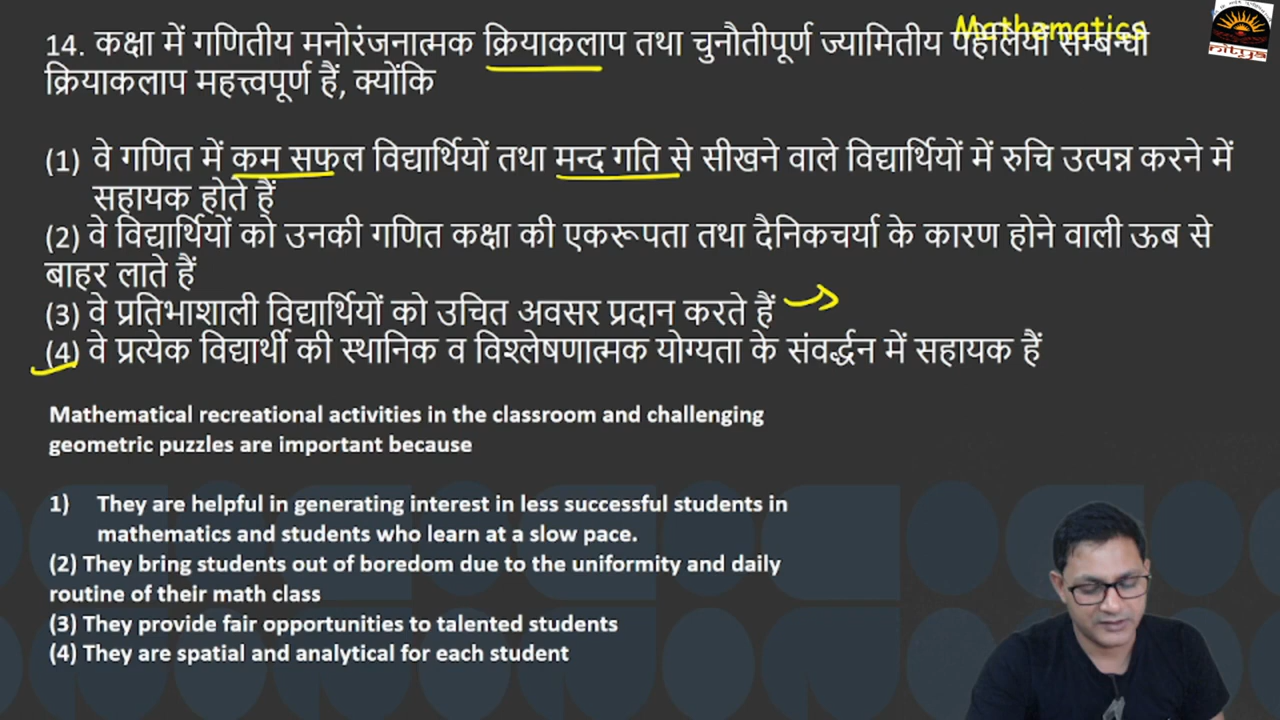 Mathematics
14. कक्षा में गणितीय मनोरंजनात्मक क्रियाकलाप तथा चुनौतीपूर्ण ज्यामितीय पहेलियों सम्बन्धी
क्रियाकलाप महत्त्वपूर्ण हैं, क्योंकि
(1) वे गणित में कम सफल विद्यार्थियों तथा मन्द गति से सीखने वाले विद्यार्थियों में रुचि उत्पन्न करने में
सहायक होते हैं
(2) वे विद्यार्थियों को उनकी गणित कक्षा की एकरूपता तथा दैनिकचर्या के कारण होने वाली ऊब से
बाहर लाते हैं
(3) वे प्रतिभाशाली विद्यार्थियों को उचित अवसर प्रदान करते हैं
(4) वे प्रत्येक विद्यार्थी की स्थानिक व विश्लेषणात्मक योग्यता के संवर्द्धन में सहायक हैं
Mathematical recreational activities in the classroom and challenging
geometric puzzles are important because
1) They are helpful in generating interest in less successful students in
mathematics and students who learn at a slow pace.
(2) They bring students out of boredom due to the uniformity and daily
routine of their math class
(3) They provide fair opportunities to talented students
(4) They are spatial and analytical for each student
nitya